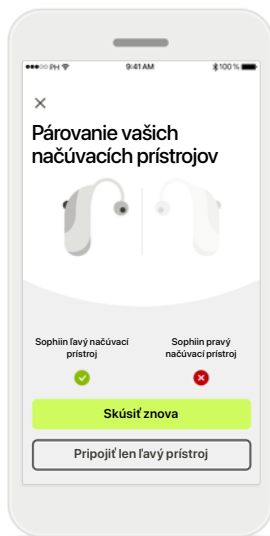 PH 9:41 AM 100 %
Párovanie vašich
načúvacích prístrojov
Sophiin ľavý načúvací
prístroj
Sophiin pravý
načúvací prístroj
Skúsiť znova
Pripojiť len ľavý prístroj